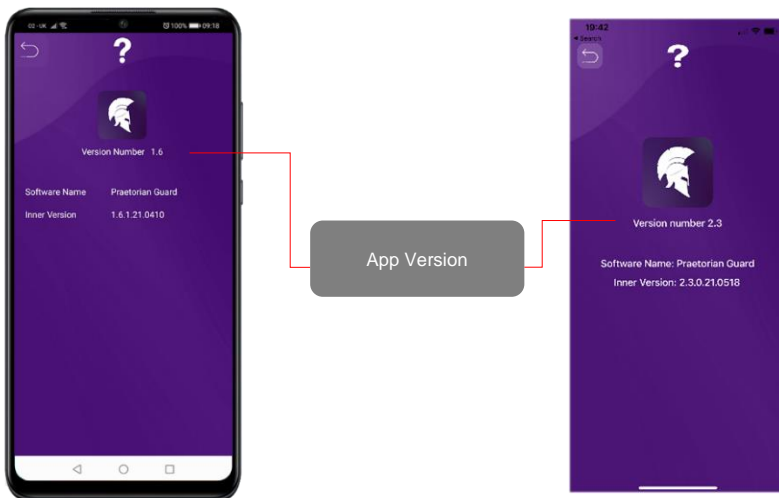 02-UK 100% 09:18
?
Version Number 1.6
Software Name Praetorian Guard
Inner Version 1.6.1.21.0410
App Version
19:42
◀ Search
?
Version number 2.3
Software Name: Praetorian Guard
Inner Version: 2.3.0.21.0518